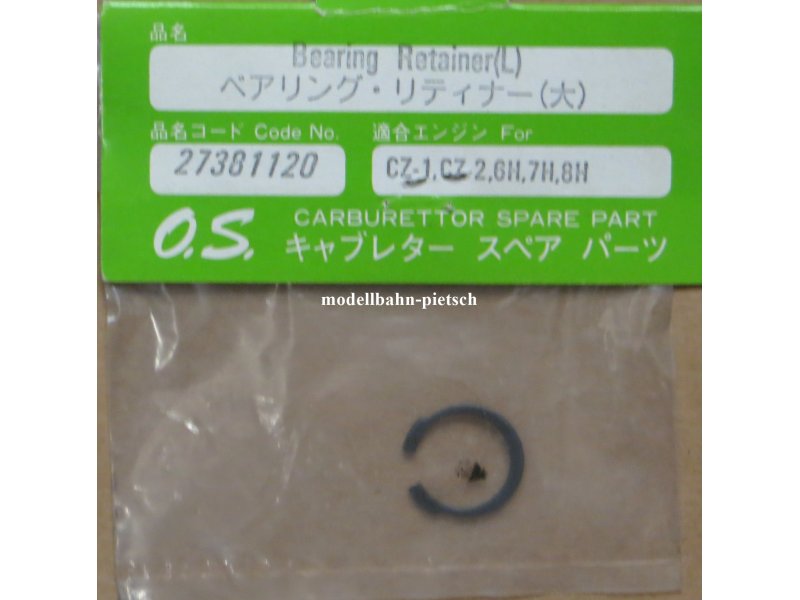 品名
Bearing Retainer(L)
ベアリング・リティナー(大)
品名コード Code No. 適合エンジン For
27381120 CZ-1,CZ-2,6H,7H,8H
O.S. CARBURETTOR SPARE PART
キャブレター スペア パーツ
modellbahn-pietsch